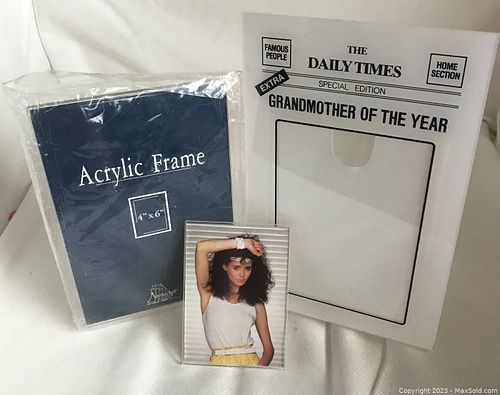 Acrylic Frame
4"x6"
FAMOUS
PEOPLE
THE
DAILY TIMES
HOME
SECTION
EXTRA
SPECIAL EDITION
GRANDMOTHER OF THE YEAR
Copyright 2023 - MaxSold.com